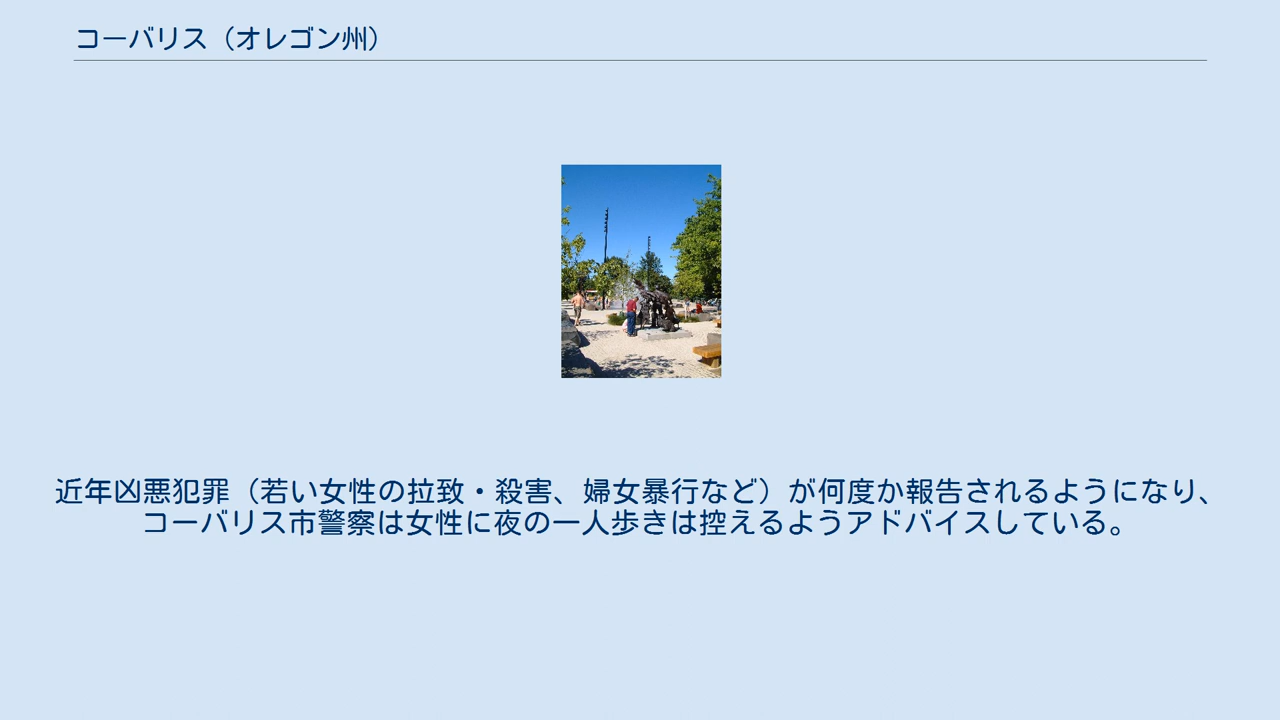 コーバリス（オレゴン州）
近年凶悪犯罪（若い女性の拉致・殺害、婦女暴行など）が何度か報告されるようになり、
コーバリス市警察は女性に夜の一人歩きは控えるようアドバイスしている。